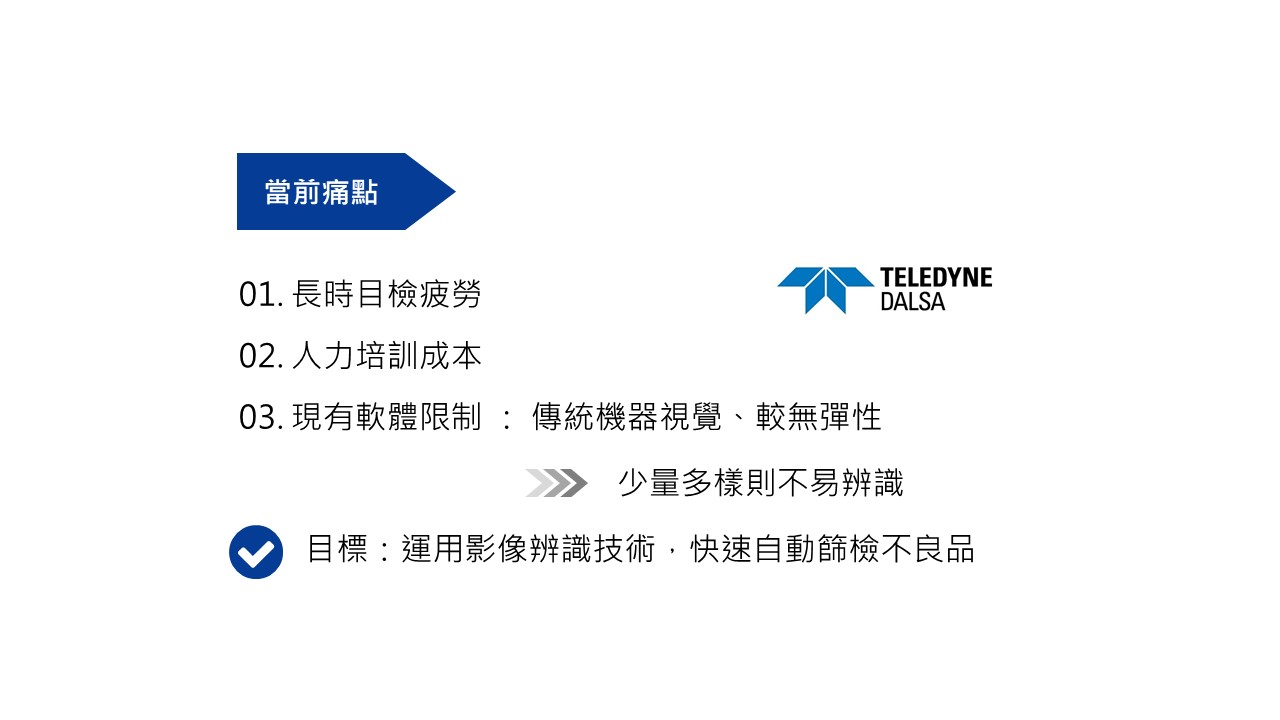 當前痛點
01. 長時目檢疲勞
TELEDYNE
DALSA
02. 人力培訓成本
03. 現有軟體限制 : 傳統機器視覺、較無彈性
少量多樣則不易辨識
目標：運用影像辨識技術，快速自動篩檢不良品